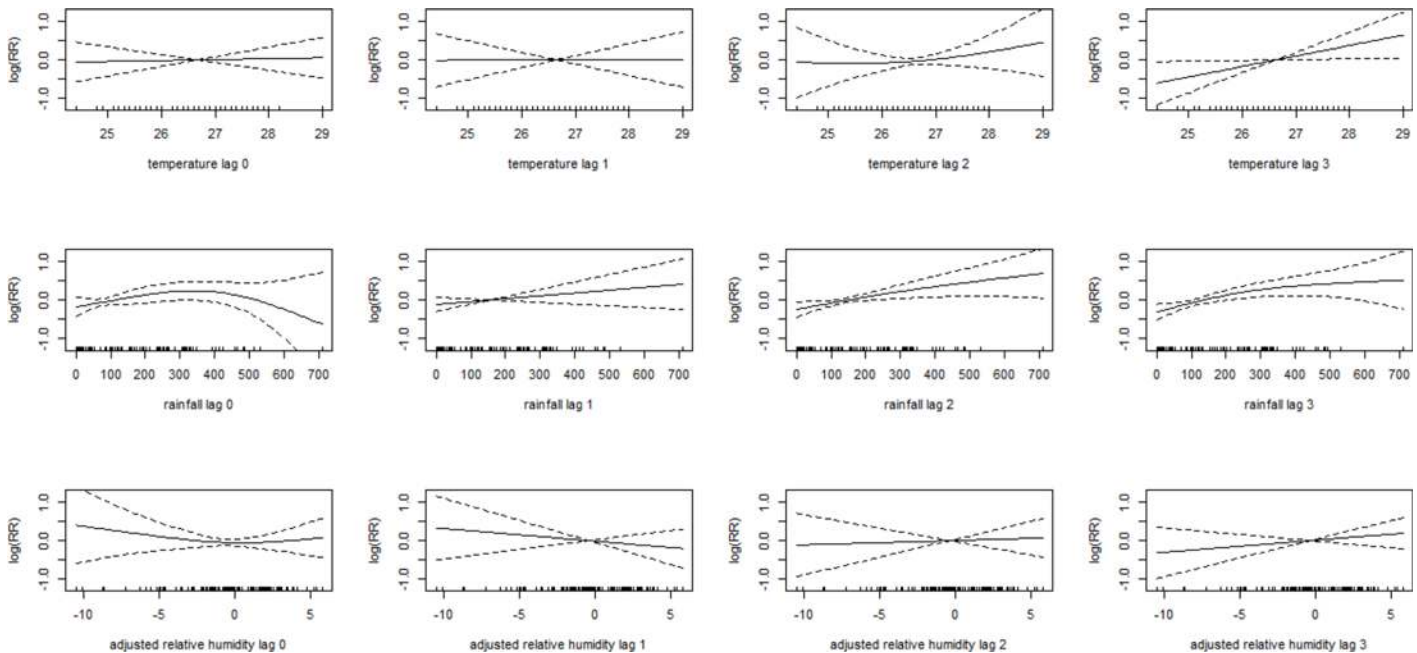 log(RR)
-1.0 0.0 1.0
25 26 27 28 29
temperature lag 0
log(RR)
-1.0 0.0 1.0
25 26 27 28 29
temperature lag 1
log(RR)
-1.0 0.0 1.0
25 26 27 28 29
temperature lag 2
log(RR)
-1.0 0.0 1.0
25 26 27 28 29
temperature lag 3
log(RR)
-1.0 0.0 1.0
0 100 200 300 400 500 600 700
rainfall lag 0
log(RR)
-1.0 0.0 1.0
0 100 200 300 400 500 600 700
rainfall lag 1
log(RR)
-1.0 0.0 1.0
0 100 200 300 400 500 600 700
rainfall lag 2
log(RR)
-1.0 0.0 1.0
0 100 200 300 400 500 600 700
rainfall lag 3
log(RR)
-1.0 0.0 1.0
-10 -5 0 5
adjusted relative humidity lag 0
log(RR)
-1.0 0.0 1.0
-10 -5 0 5
adjusted relative humidity lag 1
log(RR)
-1.0 0.0 1.0
-10 -5 0 5
adjusted relative humidity lag 2
log(RR)
-1.0 0.0 1.0
-10 -5 0 5
adjusted relative humidity lag 3